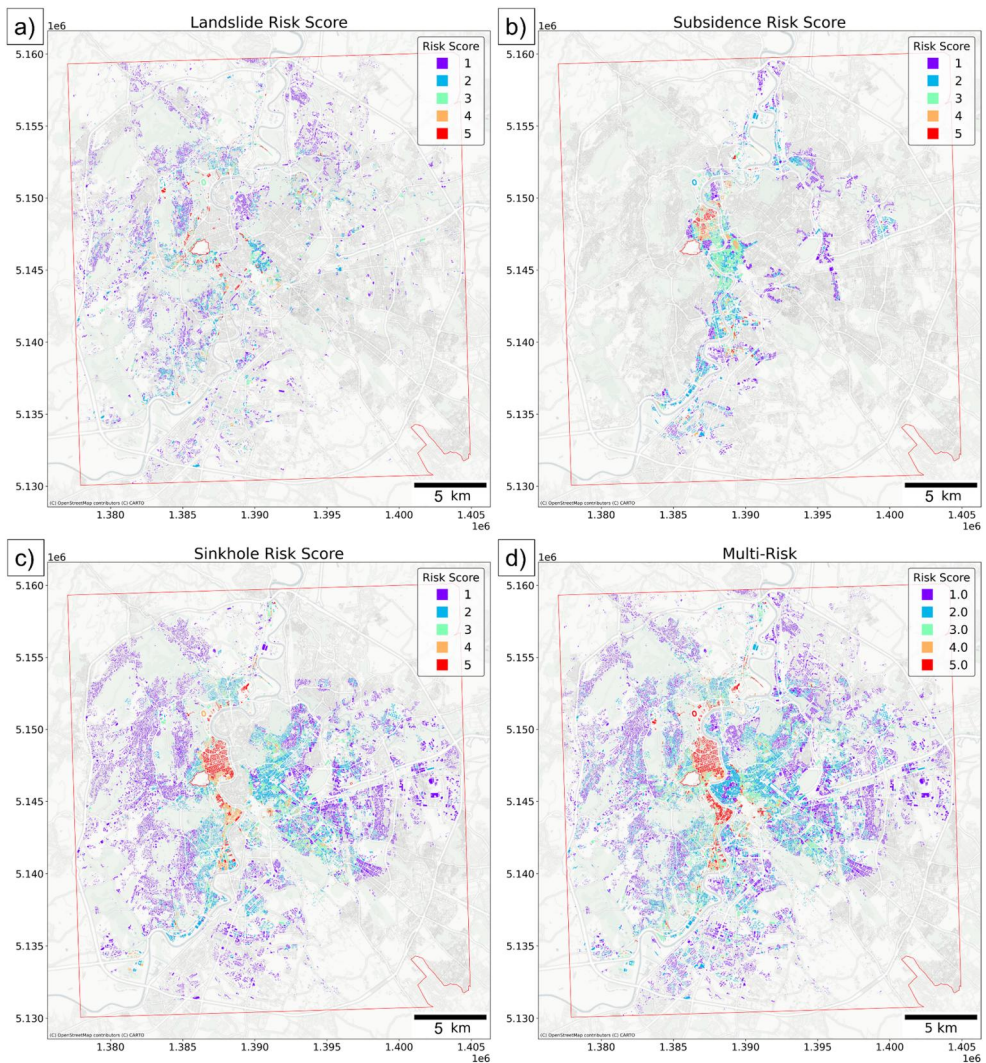 a)
Landslide Risk Score
1e6
5.160
5.155
5.150
5.145
5.140
5.135
5.130
Risk Score
1
2
3
4
5
5 km
(C) OpenStreetMap contributors (C) CARTO
1.380 1.385 1.390 1.395 1.400 1.405
1e6
b)
Subsidence Risk Score
1e6
5.160
5.155
5.150
5.145
5.140
5.135
5.130
Risk Score
1
2
3
4
5
5 km
(C) OpenStreetMap contributors (C) CARTO
1.380 1.385 1.390 1.395 1.400 1.405
1e6
c)
Sinkhole Risk Score
1e6
5.160
5.155
5.150
5.145
5.140
5.135
5.130
Risk Score
1
2
3
4
5
5 km
(C) OpenStreetMap contributors (C) CARTO
1.380 1.385 1.390 1.395 1.400 1.405
1e6
d)
Multi-Risk
1e6
5.160
5.155
5.150
5.145
5.140
5.135
5.130
Risk Score
1.0
2.0
3.0
4.0
5.0
5 km
(C) OpenStreetMap contributors (C) CARTO
1.380 1.385 1.390 1.395 1.400 1.405
1e6